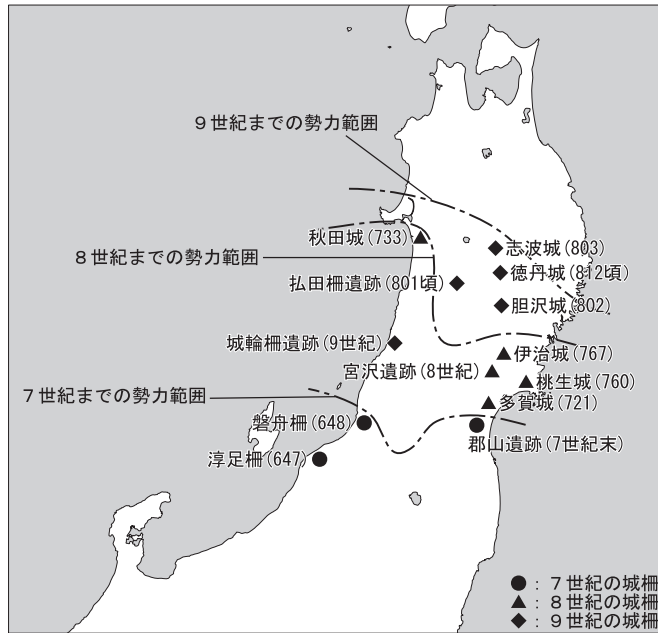 ９世紀までの勢力範囲
秋田城(733)
志波城(803)
８世紀までの勢力範囲
徳丹城(812頃)
払田柵遺跡(801頃)
胆沢城(802)
城輪柵遺跡(9世紀)
伊治城(767)
宮沢遺跡(8世紀)
桃生城(760)
７世紀までの勢力範囲
多賀城(721)
磐舟柵(648)
郡山遺跡(7世紀末)
渟足柵(647)
●：７世紀の城柵
▲：８世紀の城柵
◆：９世紀の城柵